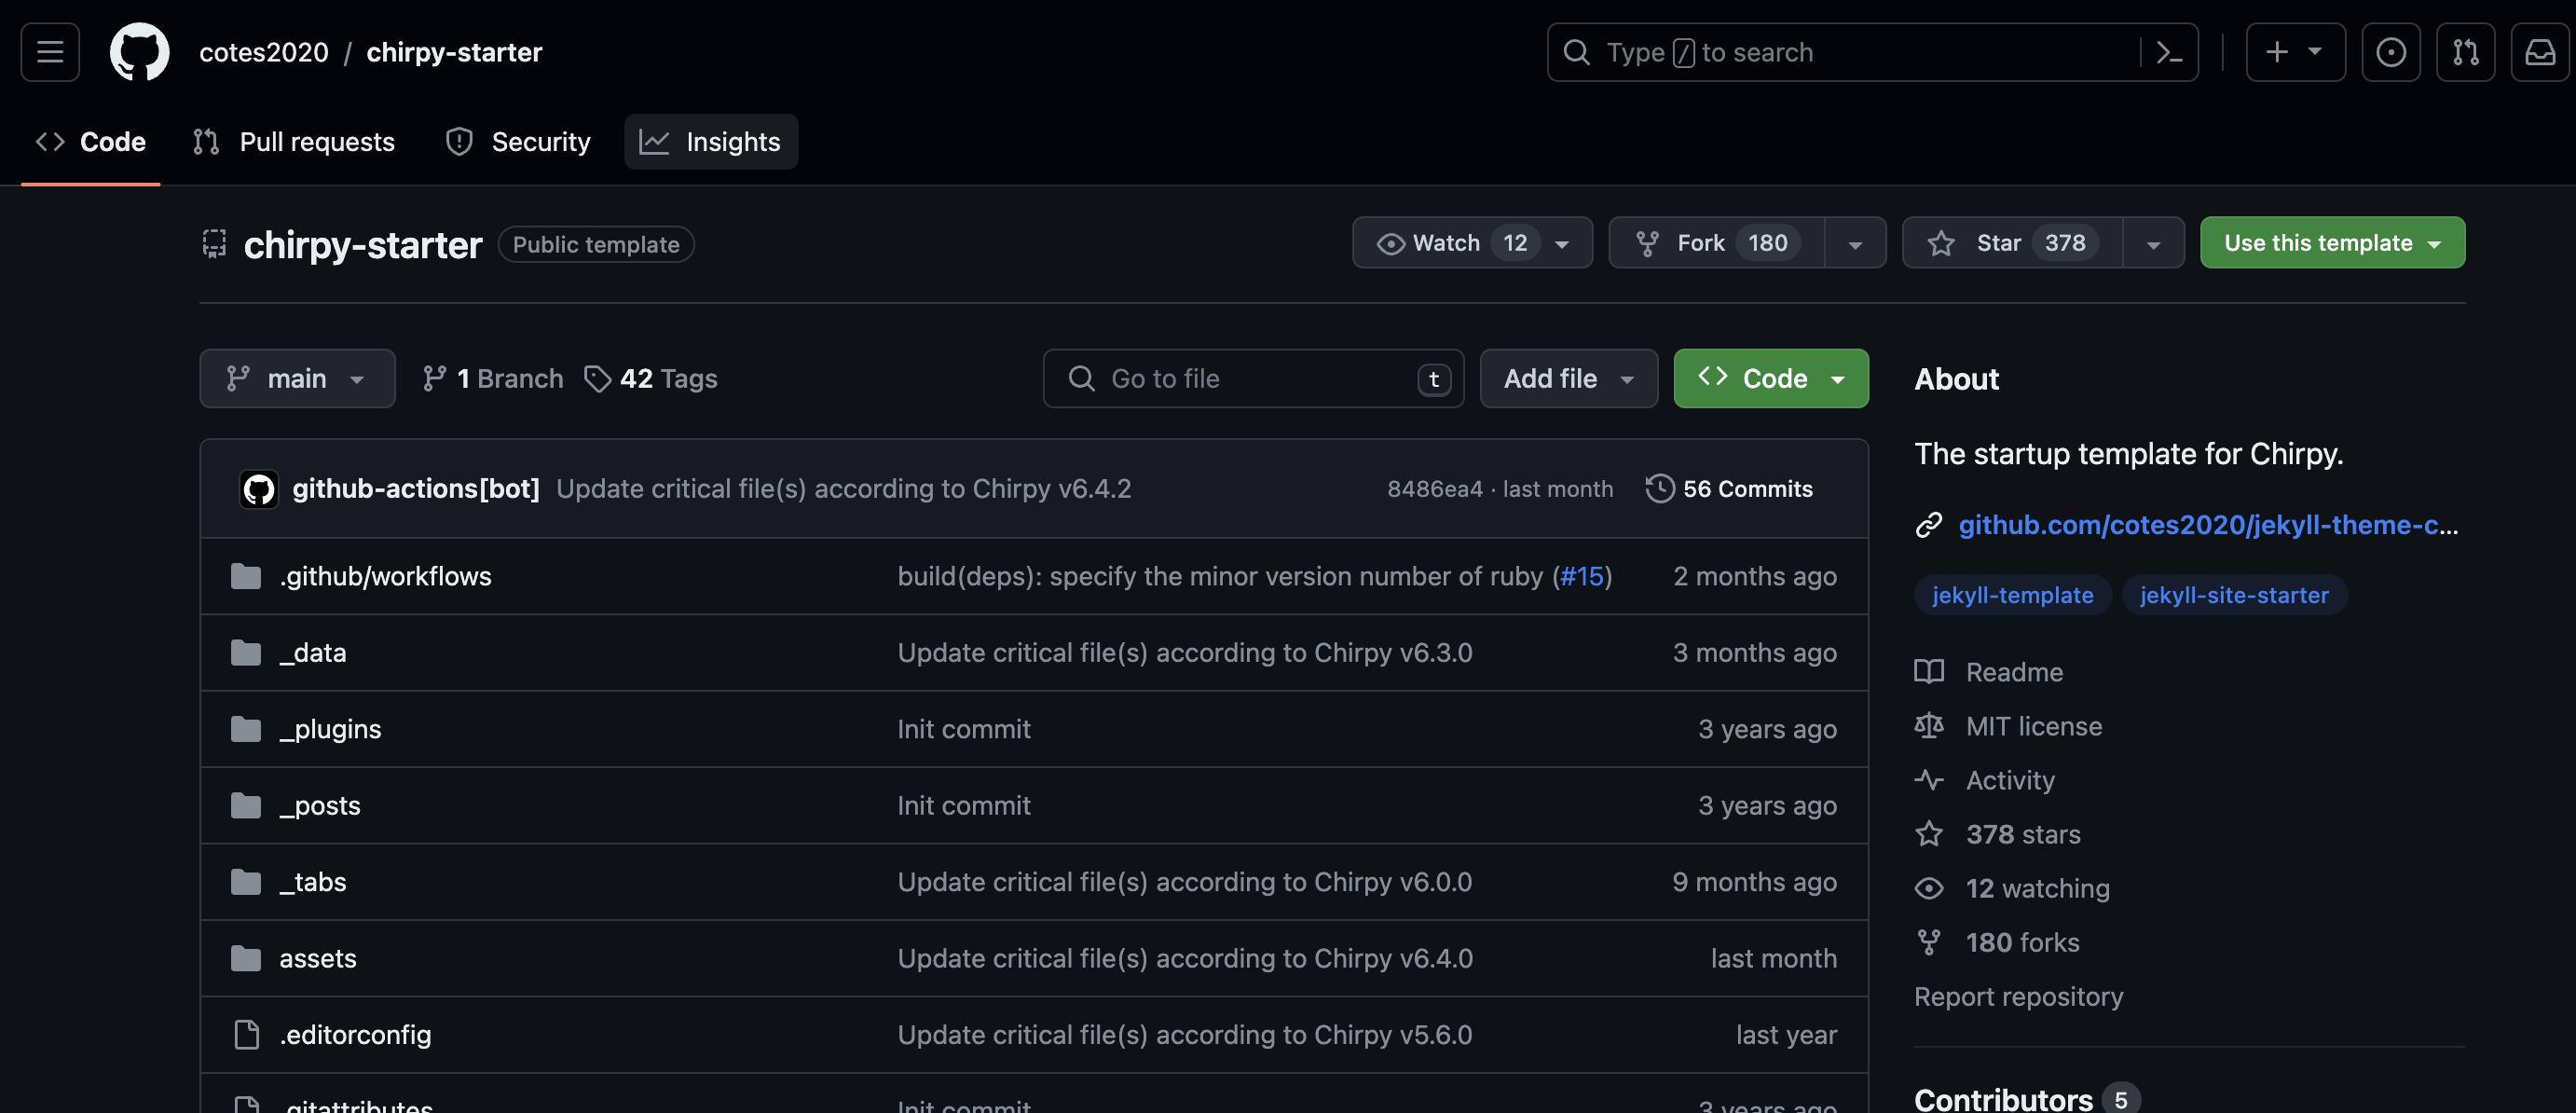 cotes2020 / chirpy-starter
Type / to search
Code Pull requests Security Insights
chirpy-starter Public template
Watch 12 Fork 180 Star 378 Use this template
main 1 Branch 42 Tags Go to file t Add file Code
github-actions[bot] Update critical file(s) according to Chirpy v6.4.2 8486ea4 · last month 56 Commits
.github/workflows build(deps): specify the minor version number of ruby (#15) 2 months ago
_data Update critical file(s) according to Chirpy v6.3.0 3 months ago
_plugins Init commit 3 years ago
_posts Init commit 3 years ago
_tabs Update critical file(s) according to Chirpy v6.0.0 9 months ago
assets Update critical file(s) according to Chirpy v6.4.0 last month
.editorconfig Update critical file(s) according to Chirpy v5.6.0 last year
.gitattributes Init commit 3 years ago
About
The startup template for Chirpy.
github.com/cotes2020/jekyll-theme-c...
jekyll-template jekyll-site-starter
Readme
MIT license
Activity
378 stars
12 watching
180 forks
Report repository
Contributors 5